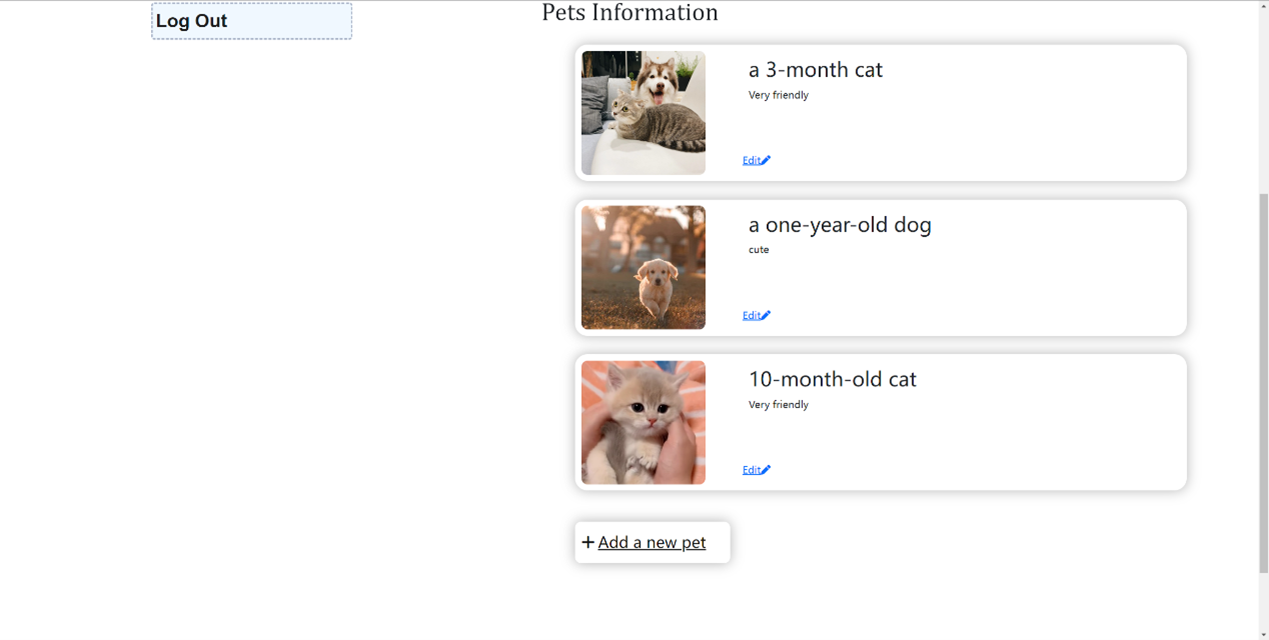 Log Out
Pets Information
a 3-month cat
Very friendly
Edit
a one-year-old dog
cute
Edit
10-month-old cat
Very friendly
Edit
+ Add a new pet